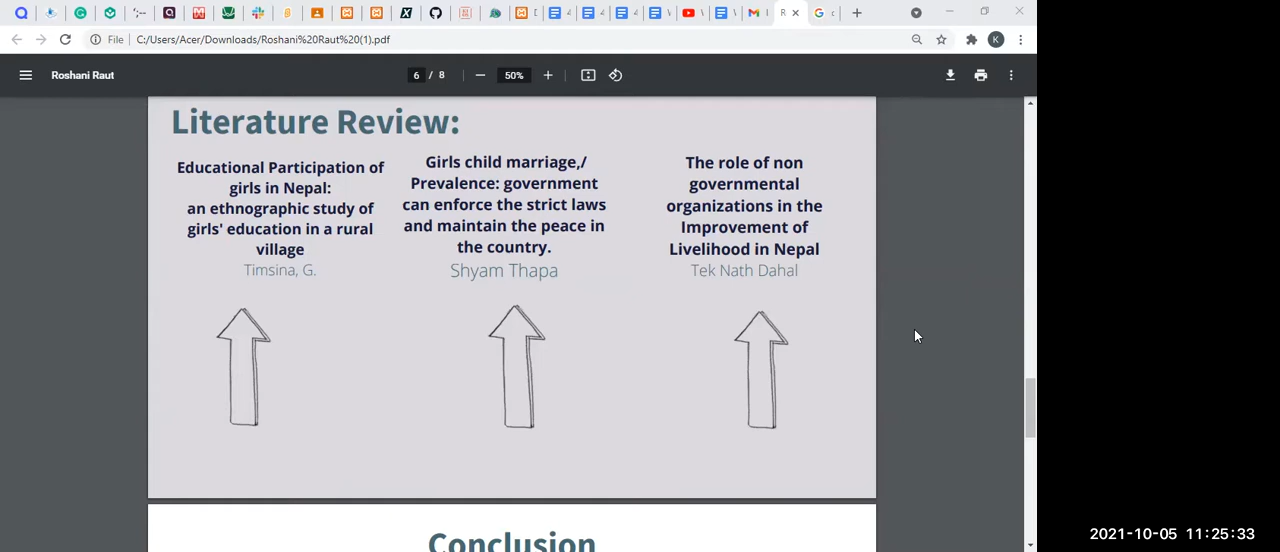 File
C:/Users/Acer/Downloads/Roshani%20Raut%20(1).pdf
K
Roshani Raut
6 / 8
50%
Literature Review:
Educational Participation of
girls in Nepal:
an ethnographic study of
girls' education in a rural
village
Timsina, G.
Girls child marriage,/
Prevalence: government
can enforce the strict laws
and maintain the peace in
the country.
Shyam Thapa
The role of non
governmental
organizations in the
Improvement of
Livelihood in Nepal
Tek Nath Dahal
Conclusion
2021-10-05 11:25:33